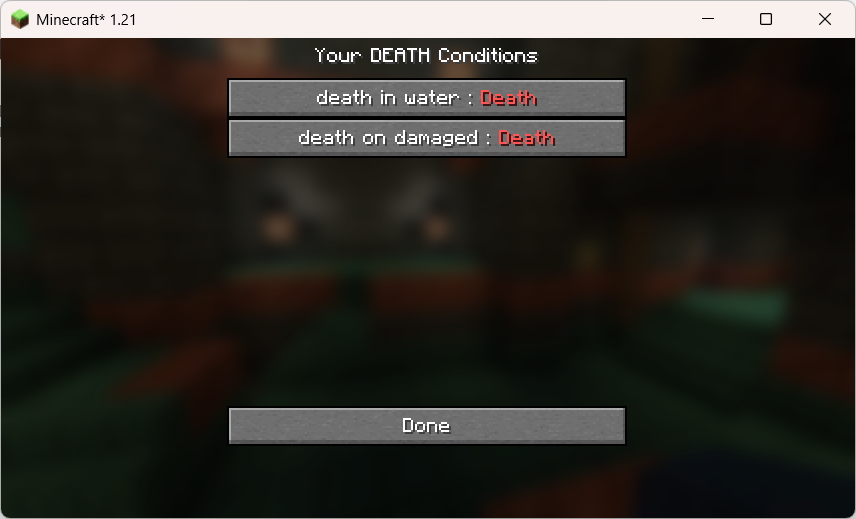 Minecraft* 1.21
Your DEATH Conditions
death in water : Death
death on damaged : Death
Done